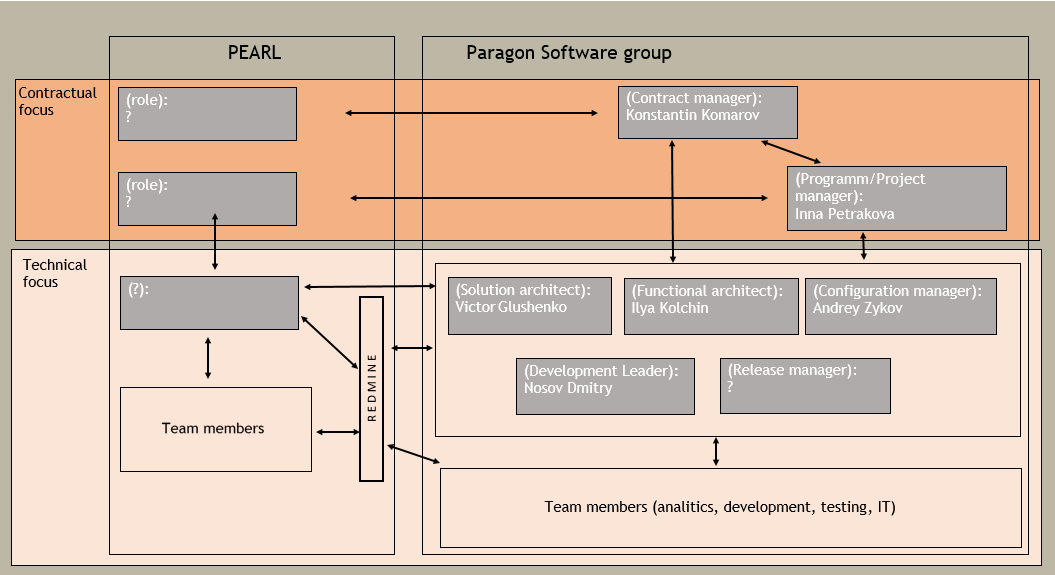 PEARL
Paragon Software group
Contractual
focus
(role):
?
(Contract manager):
Konstantin Komarov
(role):
?
(Programm/Project
manager):
Inna Petrakova
Technical
focus
(?):
(Solution architect):
Victor Glushenko
(Functional architect):
Ilya Kolchin
(Configuration manager):
Andrey Zykov
REDMINE
(Development Leader):
Nosov Dmitry
(Release manager):
?
Team members
Team members (analitics, development, testing, IT)